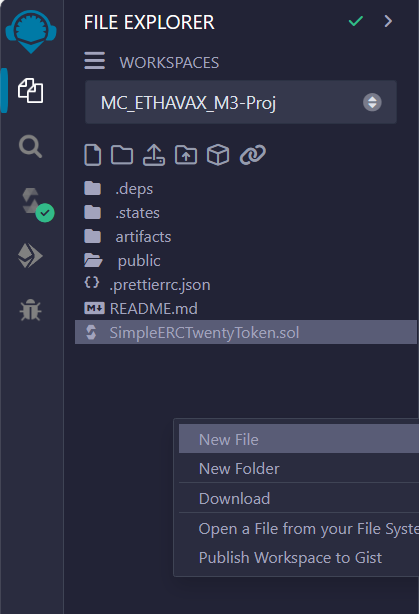 FILE EXPLORER
WORKSPACES
MC_ETHAVAX_M3-Proj
.deps
.states
artifacts
public
.prettierrc.json
README.md
SimpleERCTwentyToken.sol
New File
New Folder
Download
Open a File from your File Syste
Publish Workspace to Gist